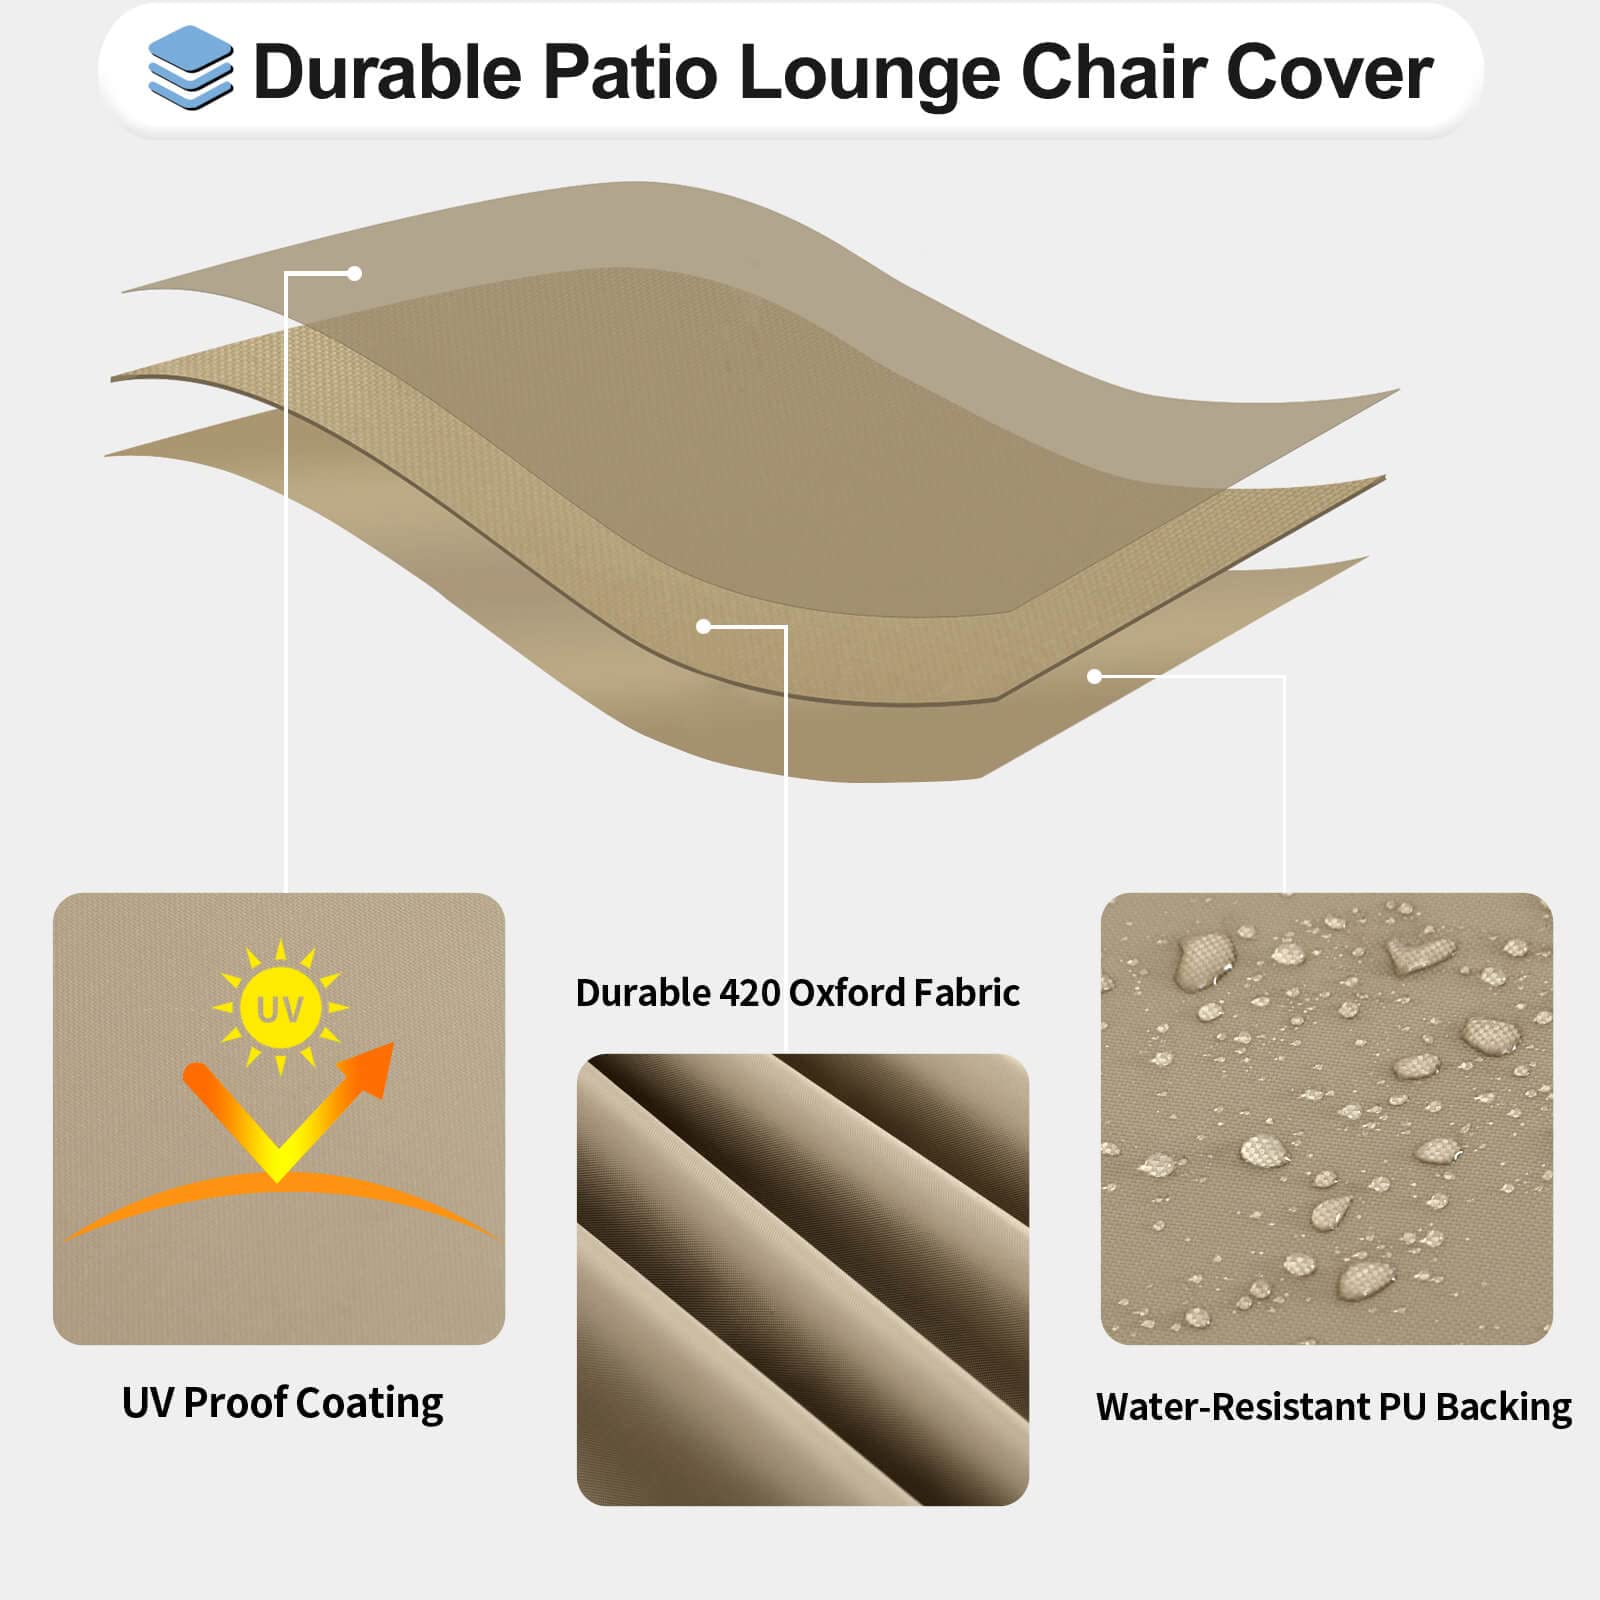 Durable Patio Lounge Chair Cover
UV
Durable 420 Oxford Fabric
UV Proof Coating
Water-Resistant PU Backing